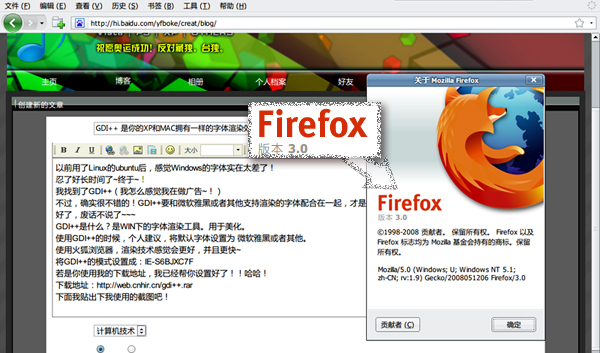 文件(F) 编辑(E) 查看(V) 历史(S) 书签(B) 工具(T) 帮助(H)
http://hi.baidu.com/yfboke/creat/blog/
祝愿奥运成功! 反对藏独、台独。
主页 博客 相册 个人档案 好友
创建新的文章
GDI++ 是你的XP和MAC拥有一样的字体渲染效
B I U 大小
以前用了Linux的ubuntu后，感觉Windows的字体实在太差了！
忍了好长时间了~终于~！
我找到了GDI++（我怎么感觉我在做广告~！）
不过，确实很不错的！GDI++要和微软雅黑或者其他支持渲染的字体配合在一起，才是
好了，废话不说了~~~
GDI++是什么？是WIN下的字体渲染工具。用于美化。
使用GDI++的时候，个人建议，将默认字体设置为 微软雅黑或者其他。
使用火狐浏览器，渲染技术感觉会更好，并且更快~
将GDI++的模式设置成：IE-S6BJXC7F
若是你使用我的下载地址，我已经帮你设置好了！！哈哈！
下载地址：http://web.cnhir.cn/gdi++.rar
下面我贴出下我使用的截图吧！
计算机技术
Firefox
版本 3.0
关于 Mozilla Firefox
Firefox
版本 3.0
©1998-2008 贡献者。 保留所有权。 Firefox 以及
Firefox 标志均为 Mozilla 基金会持有的商标。保留
所有权。
Mozilla/5.0 (Windows; U; Windows NT 5.1;
zh-CN; rv:1.9) Gecko/2008051206 Firefox/3.0
贡献者 (C) 确定